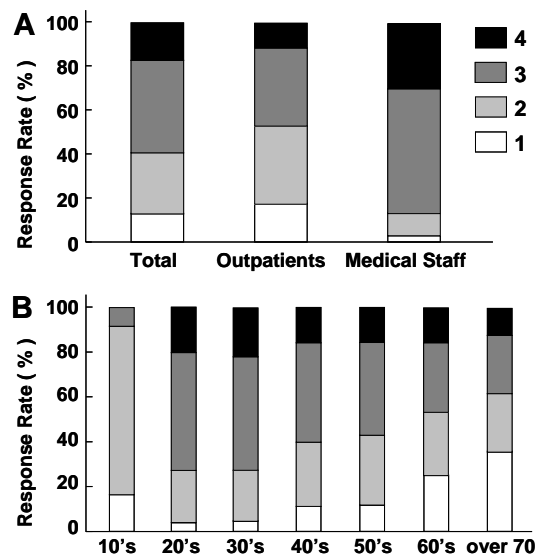 A
Response Rate ( % )
100
80
60
40
20
0
Total Outpatients Medical Staff
4
3
2
1
B
Response Rate ( % )
100
80
60
40
20
0
10's 20's 30's 40's 50's 60's over 70